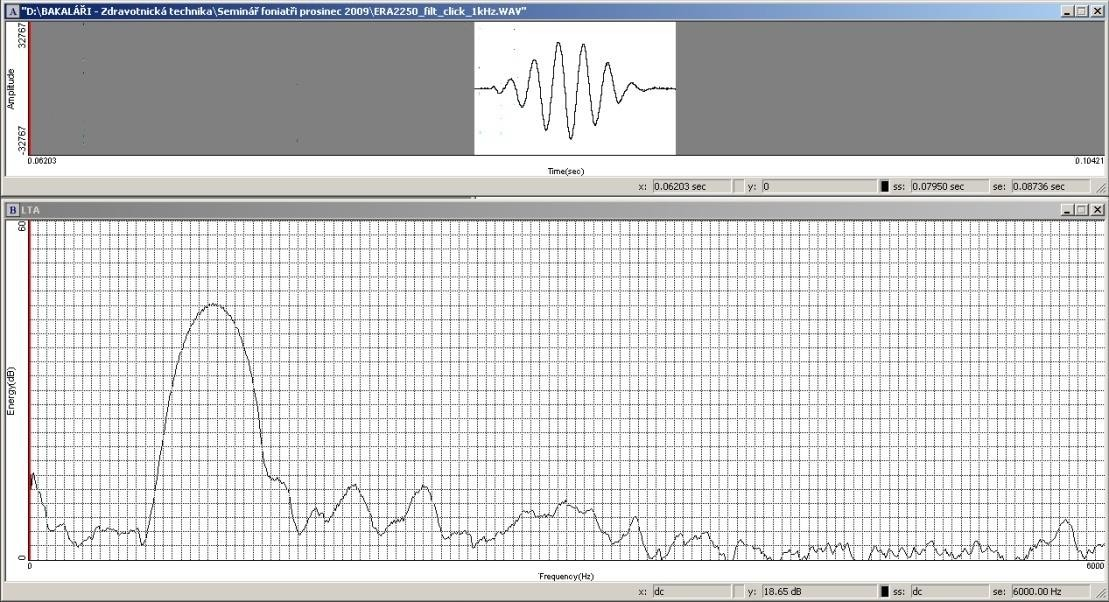 A "D:\BAKALÁŘI - Zdravotnická technika\Seminář foniatři prosinec 2009\ERA2250_filt_click_1kHz.WAV"
32767
Amplitude
-32767
0.06203
0.10421
Time(sec)
x: 0.06203 sec y: 0 ss: 0.07950 sec se: 0.08736 sec
B LTA
60
Energy(dB)
0
0
6000
Frequency(Hz)
x: dc y: 18.65 dB ss: dc se: 6000.00 Hz